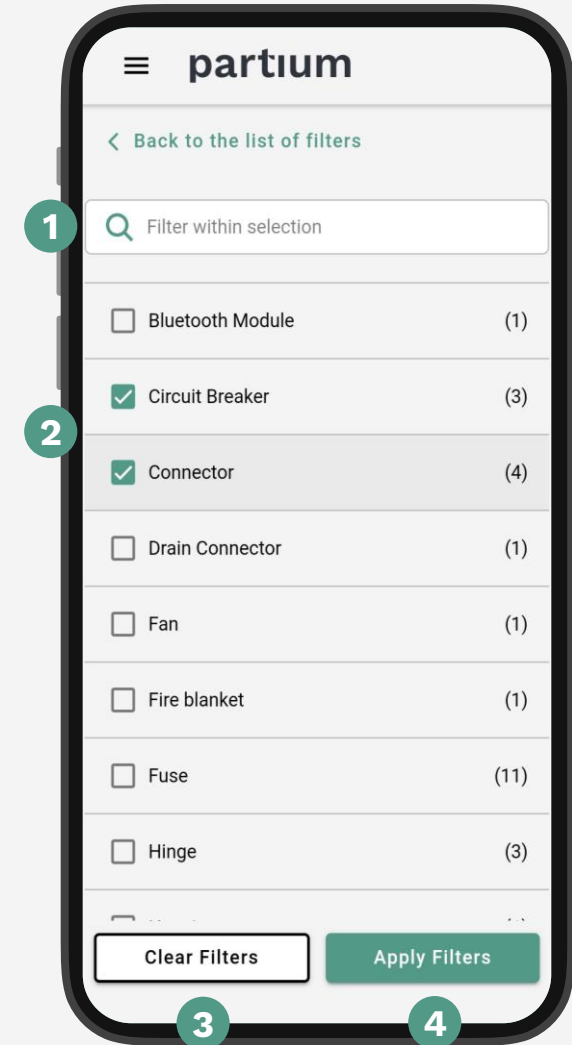 partıum
Back to the list of filters
1
Filter within selection
Bluetooth Module (1)
Circuit Breaker (3)
2
Connector (4)
Drain Connector (1)
Fan (1)
Fire blanket (1)
Fuse (11)
Hinge (3)
Clear Filters Apply Filters
3 4